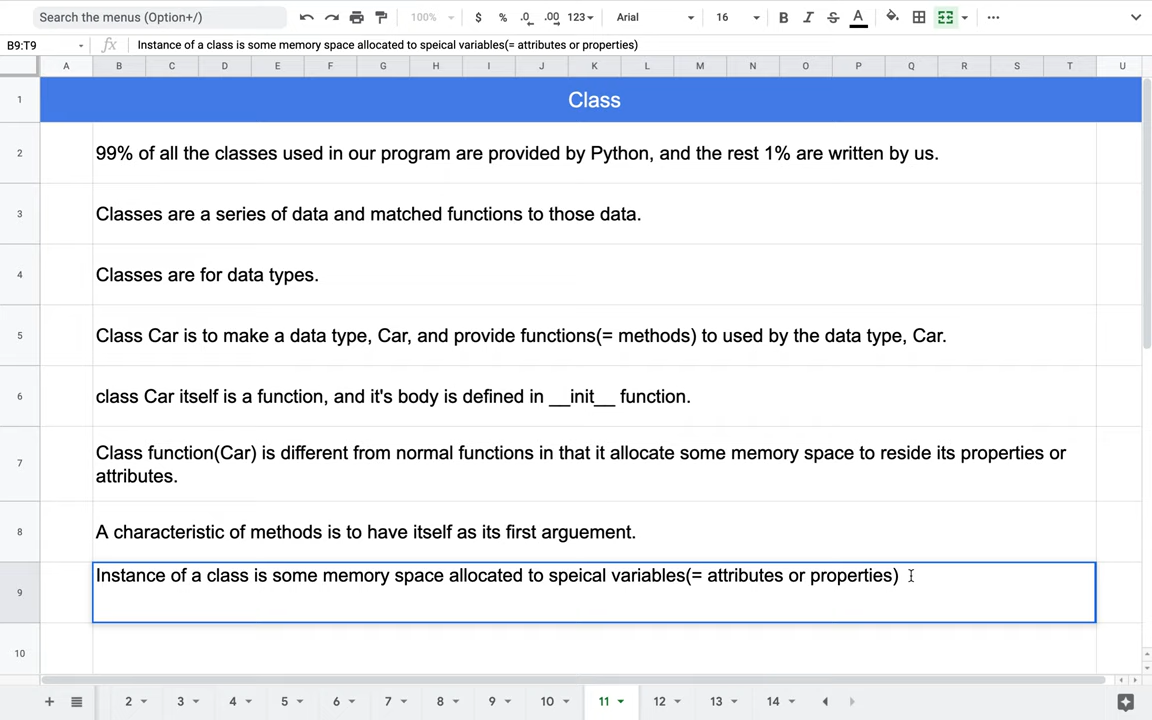 Search the menus (Option+/)
100%
$ % .0 .00 123
Arial
16
B I S A
B9:T9
fx
Instance of a class is some memory space allocated to speical variables(= attributes or properties)
A B C D E F G H I J K L M N O P Q R S T U
1
Class
2
99% of all the classes used in our program are provided by Python, and the rest 1% are written by us.
3
Classes are a series of data and matched functions to those data.
4
Classes are for data types.
5
Class Car is to make a data type, Car, and provide functions(= methods) to used by the data type, Car.
6
class Car itself is a function, and it's body is defined in __init__ function.
7
Class function(Car) is different from normal functions in that it allocate some memory space to reside its properties or
attributes.
8
A characteristic of methods is to have itself as its first arguement.
9
Instance of a class is some memory space allocated to speical variables(= attributes or properties)
10
2 3 4 5 6 7 8 9 10 11 12 13 14